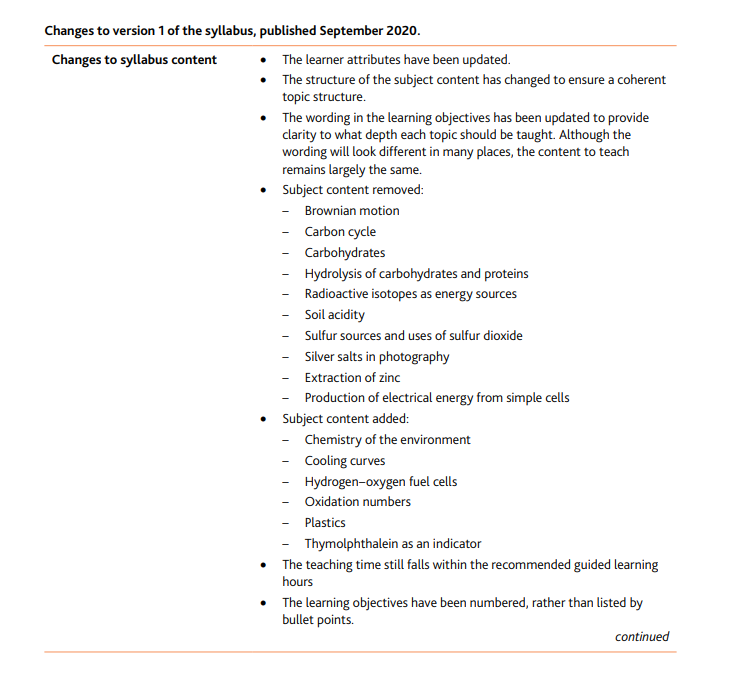 Changes to version 1 of the syllabus, published September 2020.
Changes to syllabus content
• The learner attributes have been updated.
• The structure of the subject content has changed to ensure a coherent
topic structure.
• The wording in the learning objectives has been updated to provide
clarity to what depth each topic should be taught. Although the
wording will look different in many places, the content to teach
remains largely the same.
• Subject content removed:
– Brownian motion
– Carbon cycle
– Carbohydrates
– Hydrolysis of carbohydrates and proteins
– Radioactive isotopes as energy sources
– Soil acidity
– Sulfur sources and uses of sulfur dioxide
– Silver salts in photography
– Extraction of zinc
– Production of electrical energy from simple cells
• Subject content added:
– Chemistry of the environment
– Cooling curves
– Hydrogen–oxygen fuel cells
– Oxidation numbers
– Plastics
– Thymolphthalein as an indicator
• The teaching time still falls within the recommended guided learning
hours
• The learning objectives have been numbered, rather than listed by
bullet points.
continued